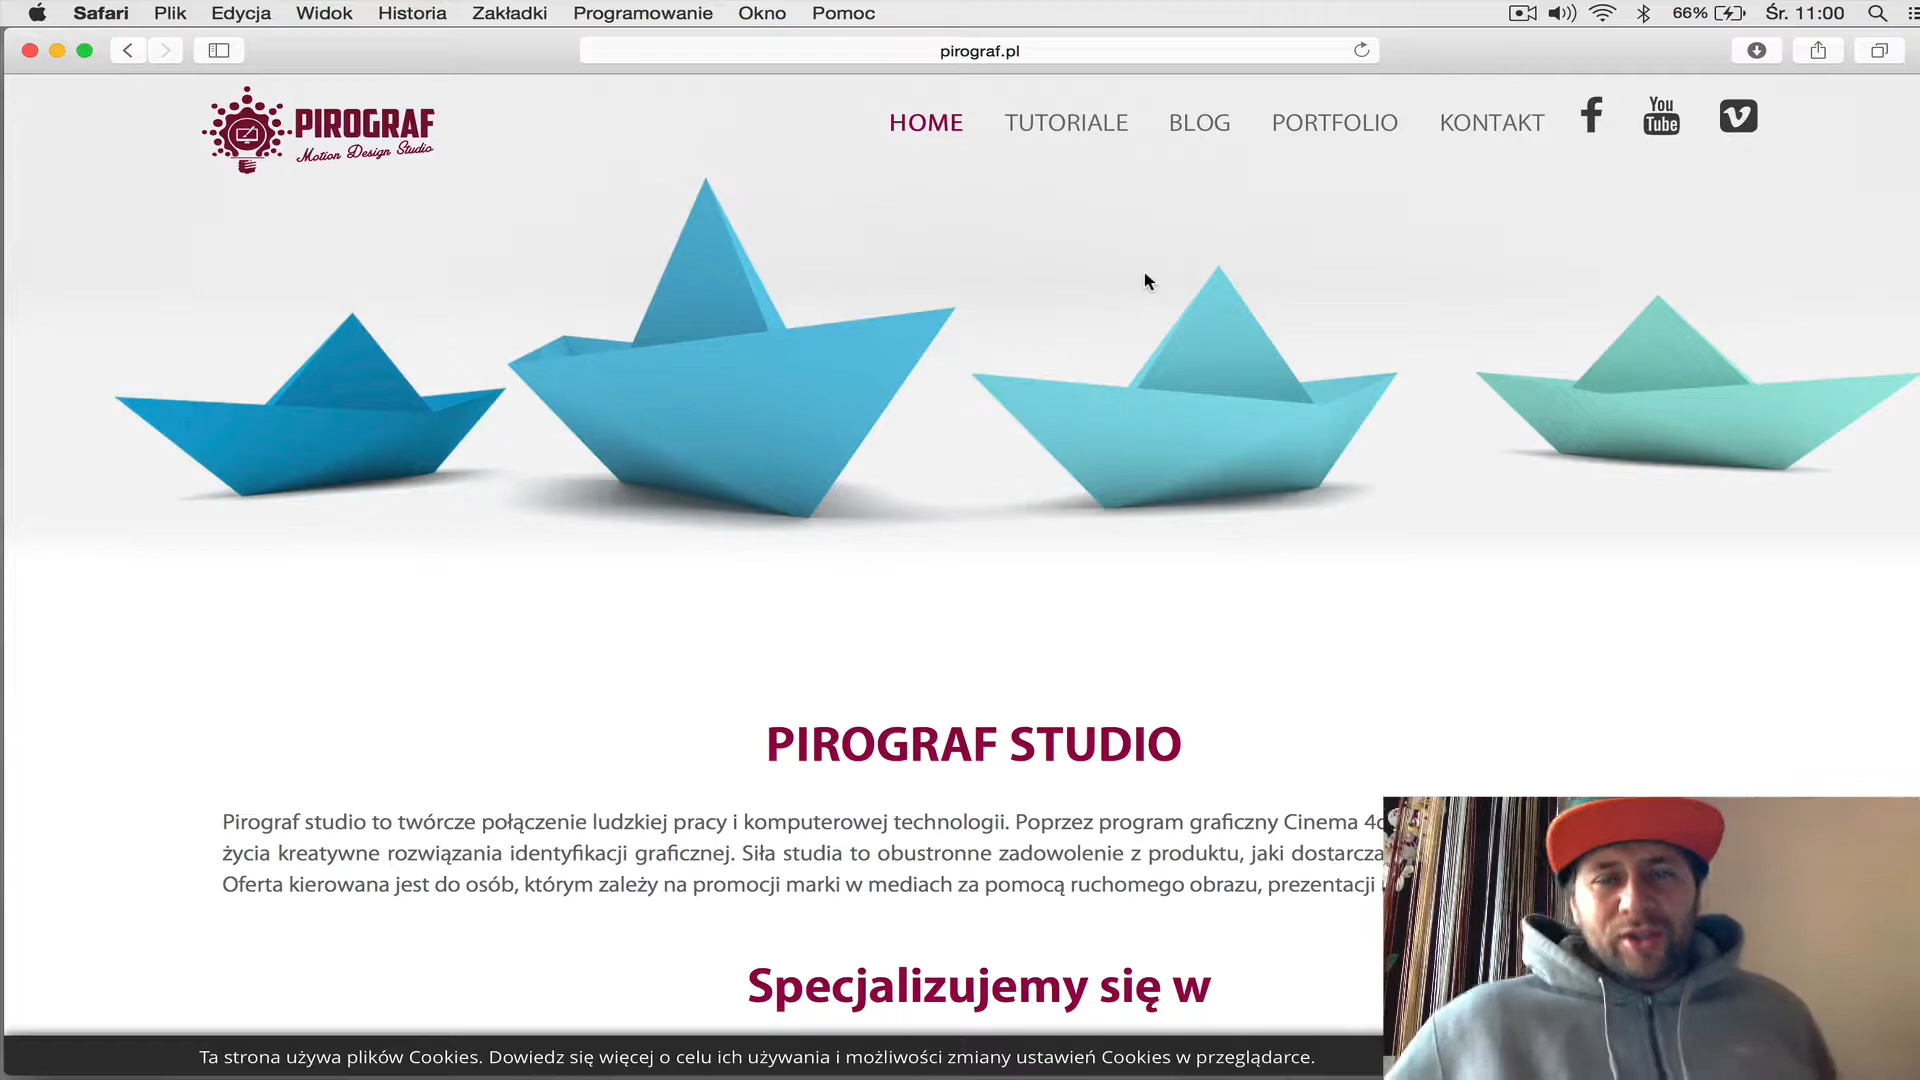 Safari Plik Edycja Widok Historia Zakładki Programowanie Okno Pomoc 66% Śr. 11:00
pirograf.pl
PIROGRAF
Motion Design Studio
HOME TUTORIALE BLOG PORTFOLIO KONTAKT You Tube
PIROGRAF STUDIO
Pirograf studio to twórcze połączenie ludzkiej pracy i komputerowej technologii. Poprzez program graficzny Cinema
życia kreatywne rozwiązania identyfikacji graficznej. Siła studia to obustronne zadowolenie z produktu, jaki dostarcza
Oferta kierowana jest do osób, którym zależy na promocji marki w mediach za pomocą ruchomego obrazu, prezentacji
Specjalizujemy się w
Ta strona używa plików Cookies. Dowiedz się więcej o celu ich używania i możliwości zmiany ustawień Cookies w przeglądarce.